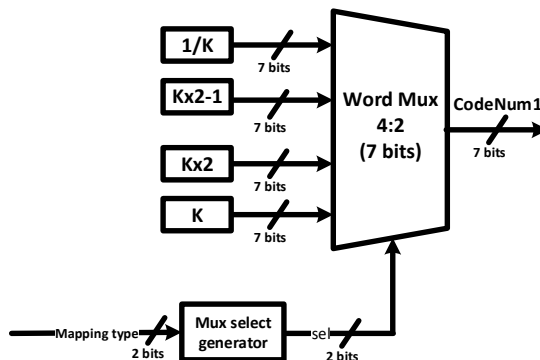 1/K
7 bits
Kx2-1
7 bits
Kx2
7 bits
K
7 bits
Word Mux
4:2
(7 bits)
CodeNum1
7 bits
Mapping type
2 bits
Mux select
generator
sel
2 bits